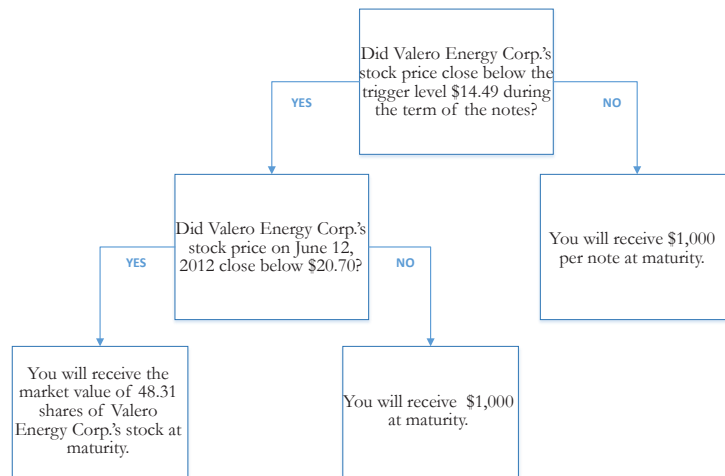 Did Valero Energy Corp.'s
stock price close below the
trigger level $14.49 during
the term of the notes?
YES
NO
Did Valero Energy Corp.'s
stock price on June 12,
2012 close below $20.70?
You will receive $1,000
per note at maturity.
YES
NO
You will receive the
market value of 48.31
shares of Valero
Energy Corp.'s stock at
maturity.
You will receive $1,000
at maturity.